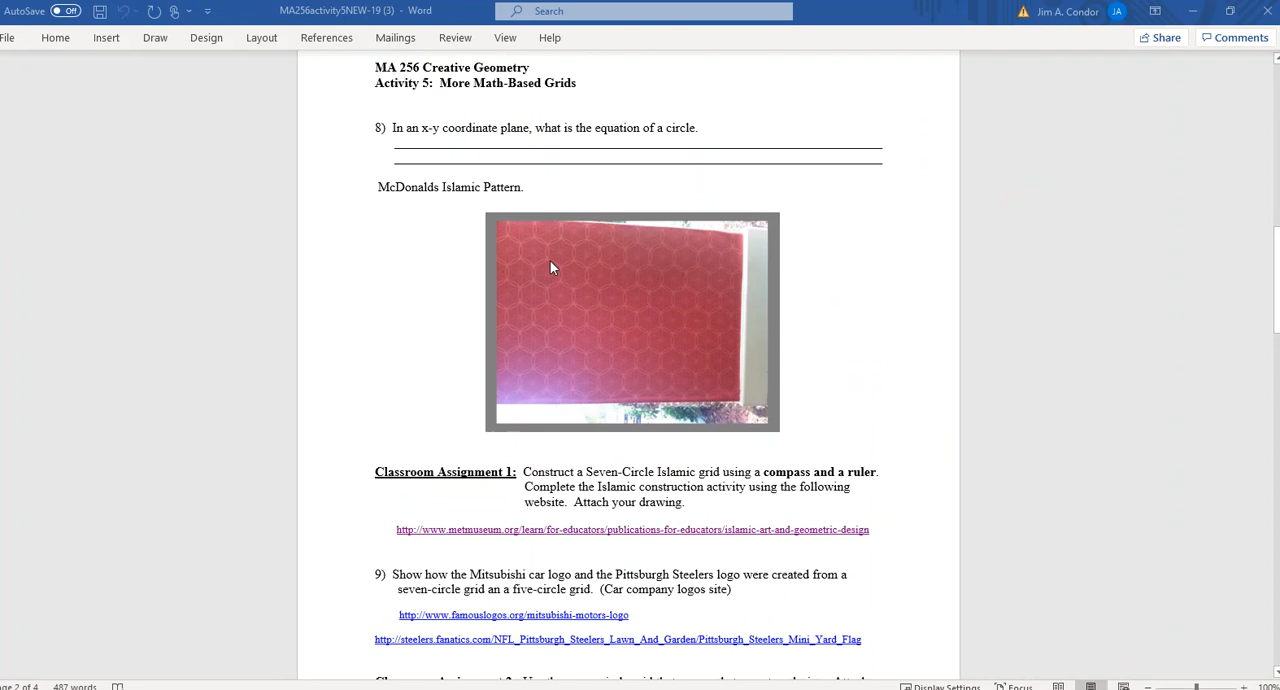 AutoSave Off MA256activity5NEW-19 (3) - Word Search Jim A. Condor JA
File Home Insert Draw Design Layout References Mailings Review View Help Share Comments
MA 256 Creative Geometry
Activity 5: More Math-Based Grids
8) In an x-y coordinate plane, what is the equation of a circle.
McDonalds Islamic Pattern.
Classroom Assignment 1: Construct a Seven-Circle Islamic grid using a compass and a ruler.
Complete the Islamic construction activity using the following
website. Attach your drawing.
http://www.metmuseum.org/learn/for-educators/publications-for-educators/islamic-art-and-geometric-design
9) Show how the Mitsubishi car logo and the Pittsburgh Steelers logo were created from a
seven-circle grid an a five-circle grid. (Car company logos site)
http://www.famouslogos.org/mitsubishi-motors-logo
http://steelers.fanatics.com/NFL_Pittsburgh_Steelers_Lawn_And_Garden/Pittsburgh_Steelers_Mini_Yard_Flag
age 2 of 4 487 words Display Settings Focus 100%